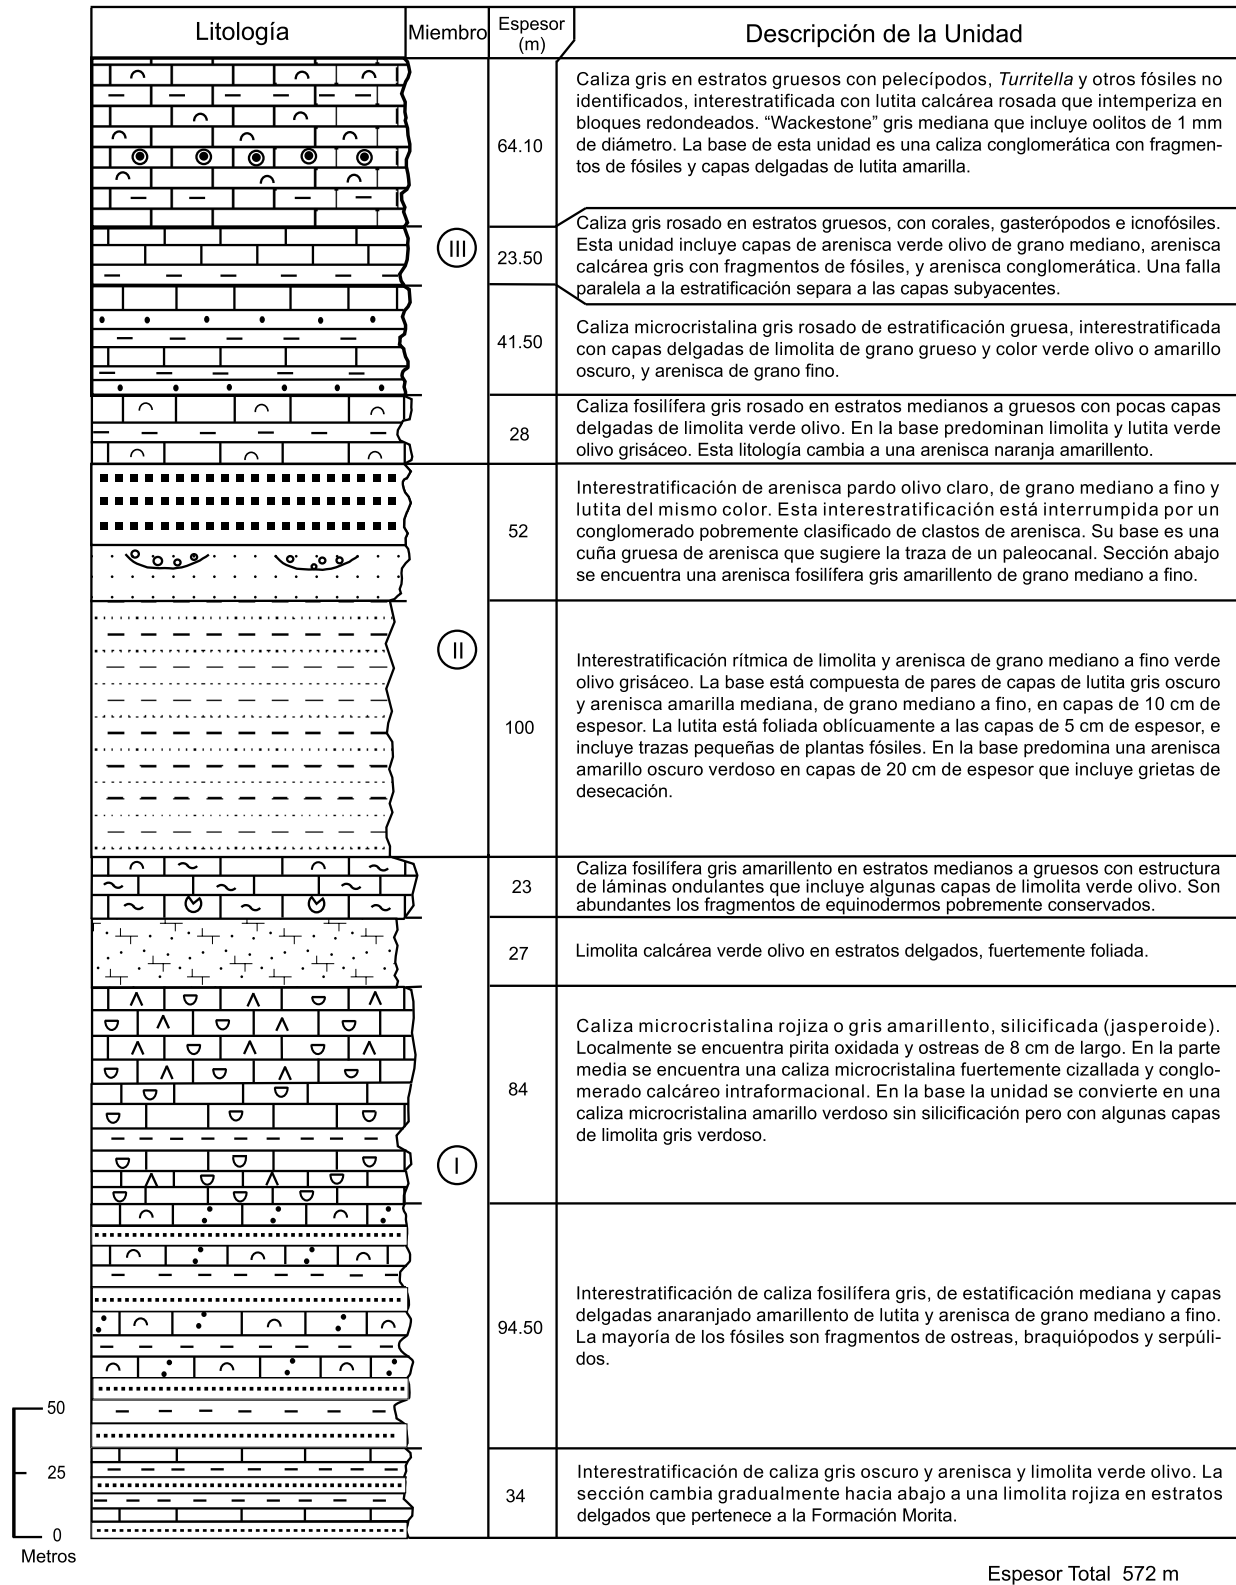 Litología
Miembro
Espesor
(m)
Descripción de la Unidad
64.10
Caliza gris en estratos gruesos con pelecípodos, Turritella y otros fósiles no
identificados, interestratificada con lutita calcárea rosada que intemperiza en
bloques redondeados. “Wackestone” gris mediana que incluye oolitos de 1 mm
de diámetro. La base de esta unidad es una caliza conglomerática con fragmen-
tos de fósiles y capas delgadas de lutita amarilla.
III
23.50
Caliza gris rosado en estratos gruesos, con corales, gasterópodos e icnofósiles.
Esta unidad incluye capas de arenisca verde olivo de grano mediano, arenisca
calcárea gris con fragmentos de fósiles, y arenisca conglomerática. Una falla
paralela a la estratificación separa a las capas subyacentes.
41.50
Caliza microcristalina gris rosado de estratificación gruesa, interestratificada
con capas delgadas de limolita de grano grueso y color verde olivo o amarillo
oscuro, y arenisca de grano fino.
28
Caliza fosilífera gris rosado en estratos medianos a gruesos con pocas capas
delgadas de limolita verde olivo. En la base predominan limolita y lutita verde
olivo grisáceo. Esta litología cambia a una arenisca naranja amarillento.
52
Interestratificación de arenisca pardo olivo claro, de grano mediano a fino y
lutita del mismo color. Esta interestratificación está interrumpida por un
conglomerado pobremente clasificado de clastos de arenisca. Su base es una
cuña gruesa de arenisca que sugiere la traza de un paleocanal. Sección abajo
se encuentra una arenisca fosilífera gris amarillento de grano mediano a fino.
II
100
Interestratificación rítmica de limolita y arenisca de grano mediano a fino verde
olivo grisáceo. La base está compuesta de pares de capas de lutita gris oscuro
y arenisca amarilla mediana, de grano mediano a fino, en capas de 10 cm de
espesor. La lutita está foliada oblícuamente a las capas de 5 cm de espesor, e
incluye trazas pequeñas de plantas fósiles. En la base predomina una arenisca
amarillo oscuro verdoso en capas de 20 cm de espesor que incluye grietas de
desecación.
23
Caliza fosilífera gris amarillento en estratos medianos a gruesos con estructura
de láminas ondulantes que incluye algunas capas de limolita verde olivo. Son
abundantes los fragmentos de equinodermos pobremente conservados.
27
Limolita calcárea verde olivo en estratos delgados, fuertemente foliada.
84
Caliza microcristalina rojiza o gris amarillento, silicificada (jasperoide).
Localmente se encuentra pirita oxidada y ostreas de 8 cm de largo. En la parte
media se encuentra una caliza microcristalina fuertemente cizallada y conglo-
merado calcáreo intraformacional. En la base la unidad se convierte en una
caliza microcristalina amarillo verdoso sin silicificación pero con algunas capas
de limolita gris verdoso.
I
94.50
Interestratificación de caliza fosilífera gris, de estatificación mediana y capas
delgadas anaranjado amarillento de lutita y arenisca de grano mediano a fino.
La mayoría de los fósiles son fragmentos de ostreas, braquiópodos y serpúli-
dos.
34
Interestratificación de caliza gris oscuro y arenisca y limolita verde olivo. La
sección cambia gradualmente hacia abajo a una limolita rojiza en estratos
delgados que pertenece a la Formación Morita.
50
25
0
Metros
Espesor Total 572 m